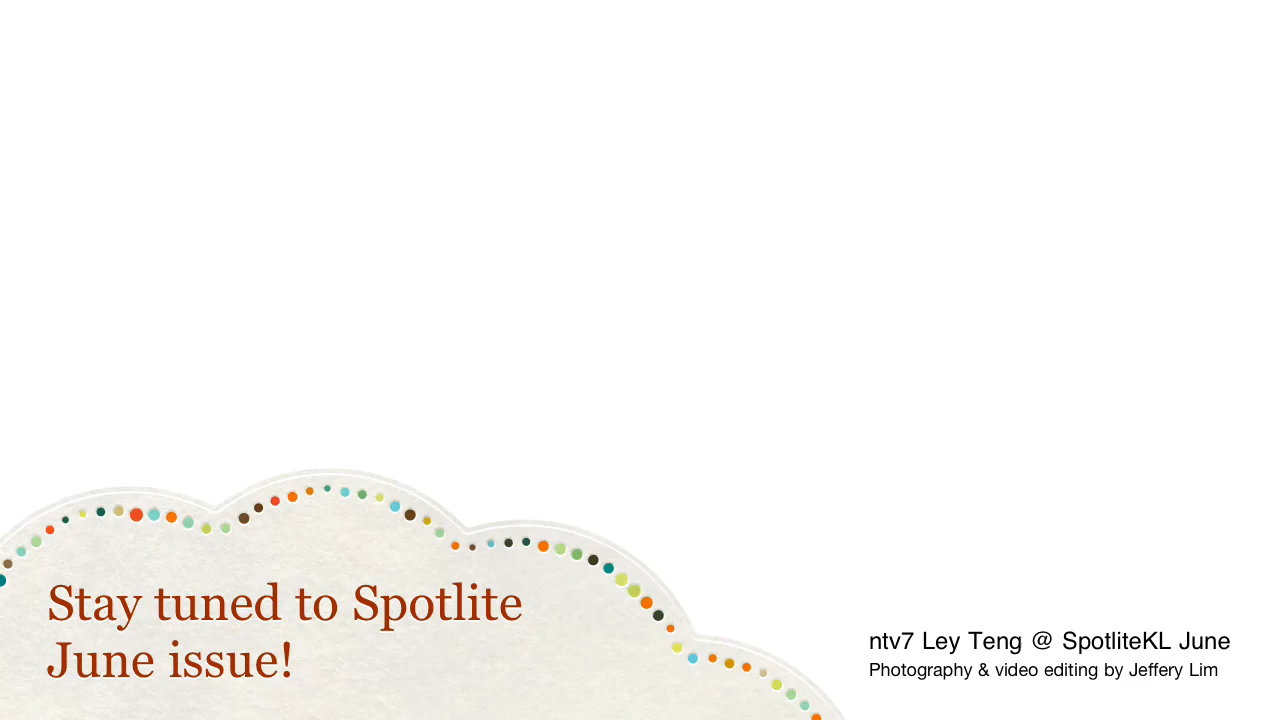 Stay tuned to Spotlite
June issue!
ntv7 Ley Teng @ SpotliteKL June
Photography & video editing by Jeffery Lim